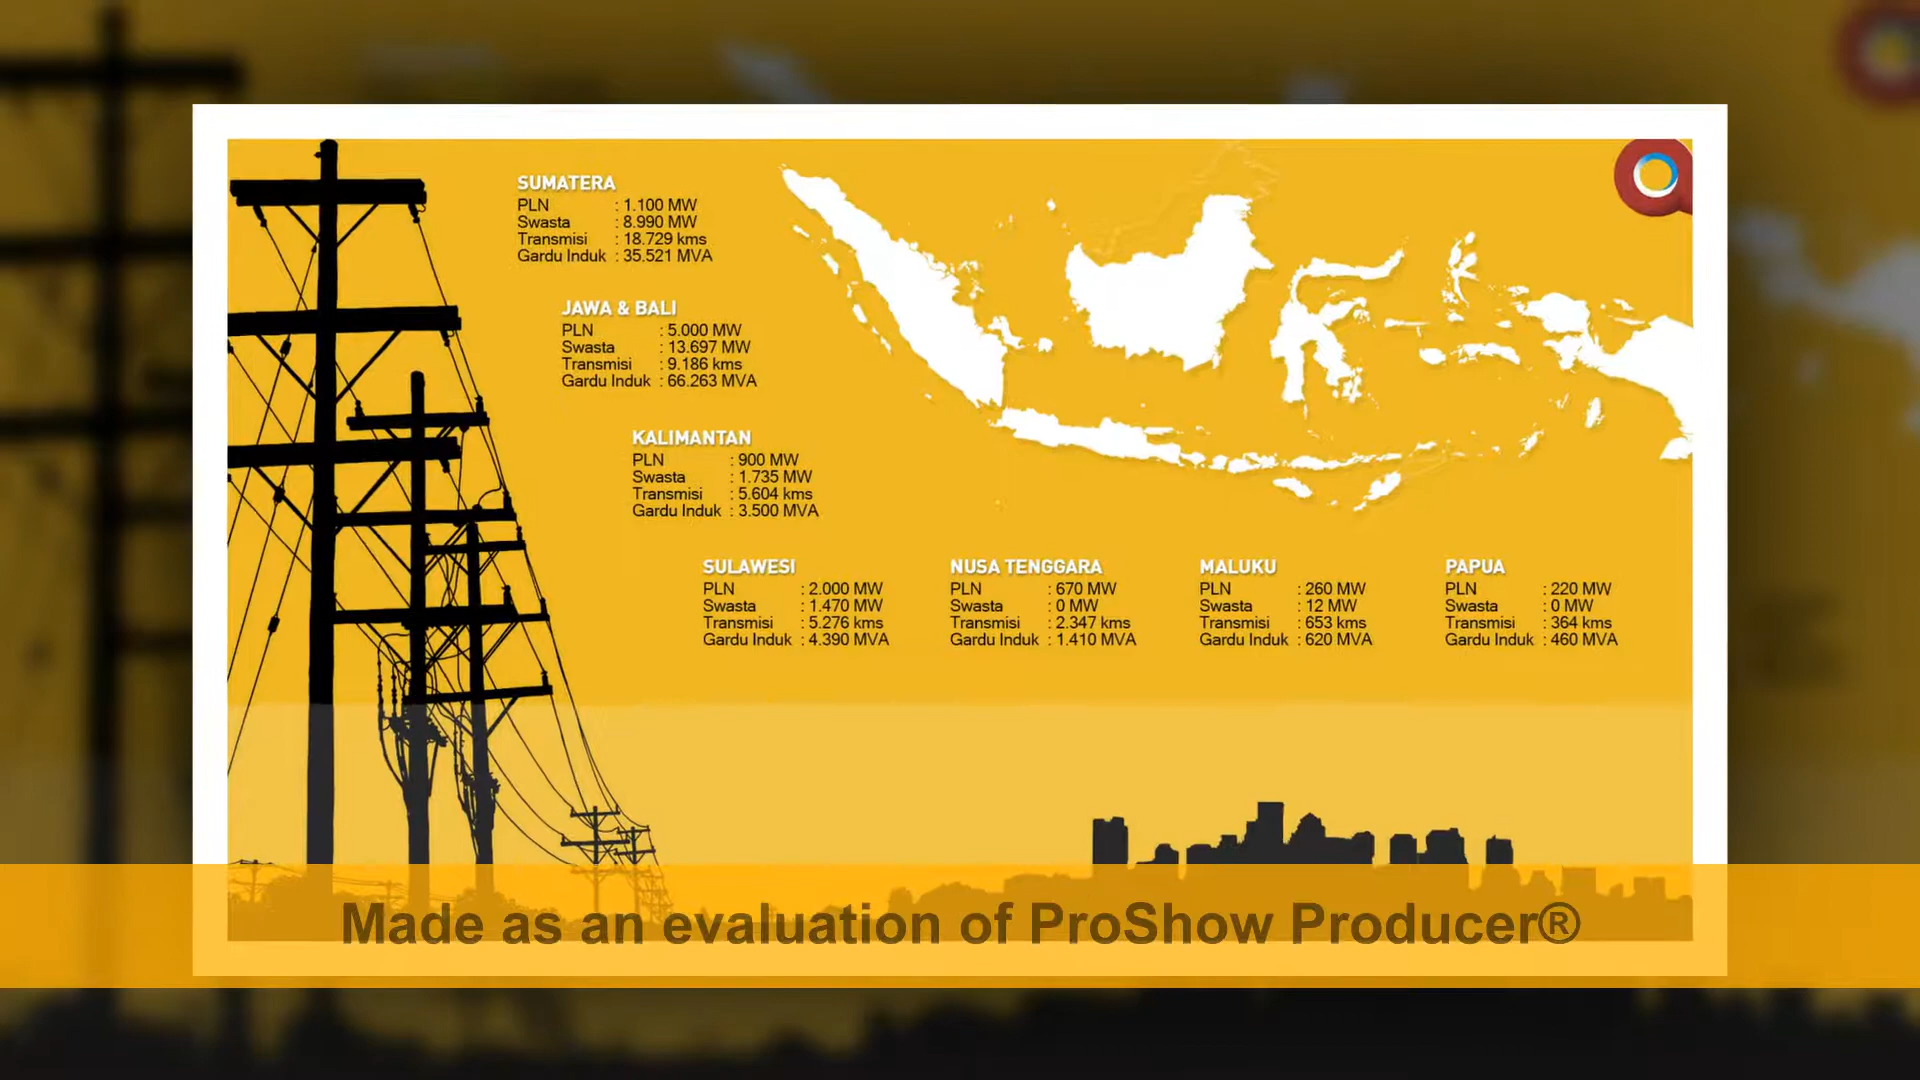 SUMATERA
PLN : 1.100 MW
Swasta : 8.990 MW
Transmisi : 18.729 kms
Gardu Induk : 35.521 MVA
JAWA & BALI
PLN : 5.000 MW
Swasta : 13.697 MW
Transmisi : 9.186 kms
Gardu Induk : 66.263 MVA
KALIMANTAN
PLN : 900 MW
Swasta : 1.735 MW
Transmisi : 5.604 kms
Gardu Induk : 3.500 MVA
SULAWESI
PLN : 2.000 MW
Swasta : 1.470 MW
Transmisi : 5.276 kms
Gardu Induk : 4.390 MVA
NUSA TENGGARA
PLN : 670 MW
Swasta : 0 MW
Transmisi : 2.347 kms
Gardu Induk : 1.410 MVA
MALUKU
PLN : 260 MW
Swasta : 12 MW
Transmisi : 653 kms
Gardu Induk : 620 MVA
PAPUA
PLN : 220 MW
Swasta : 0 MW
Transmisi : 364 kms
Gardu Induk : 460 MVA
Made as an evaluation of ProShow Producer®